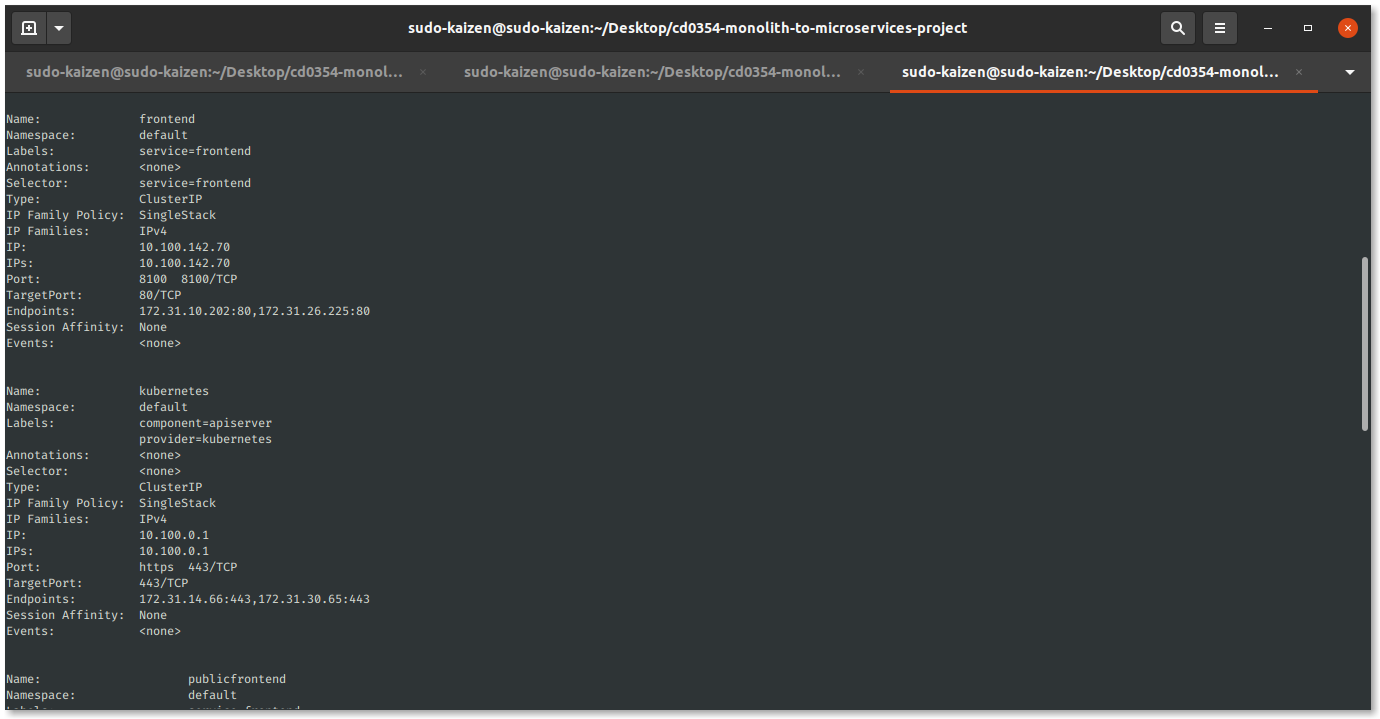 sudo-kaizen@sudo-kaizen:~/Desktop/cd0354-monolith-to-microservices-project
sudo-kaizen@sudo-kaizen:~/Desktop/cd0354-monol... × sudo-kaizen@sudo-kaizen:~/Desktop/cd0354-monol... × sudo-kaizen@sudo-kaizen:~/Desktop/cd0354-monol... ×
Name:              frontend
Namespace:         default
Labels:            service=frontend
Annotations:       <none>
Selector:          service=frontend
Type:              ClusterIP
IP Family Policy:  SingleStack
IP Families:       IPv4
IP:                10.100.142.70
IPs:               10.100.142.70
Port:              8100  8100/TCP
TargetPort:        80/TCP
Endpoints:         172.31.10.202:80,172.31.26.225:80
Session Affinity:  None
Events:            <none>
Name:              kubernetes
Namespace:         default
Labels:            component=apiserver
                   provider=kubernetes
Annotations:       <none>
Selector:          <none>
Type:              ClusterIP
IP Family Policy:  SingleStack
IP Families:       IPv4
IP:                10.100.0.1
IPs:               10.100.0.1
Port:              https  443/TCP
TargetPort:        443/TCP
Endpoints:         172.31.14.66:443,172.31.30.65:443
Session Affinity:  None
Events:            <none>
Name:                     publicfrontend
Namespace:                default
Labels:                   service=frontend